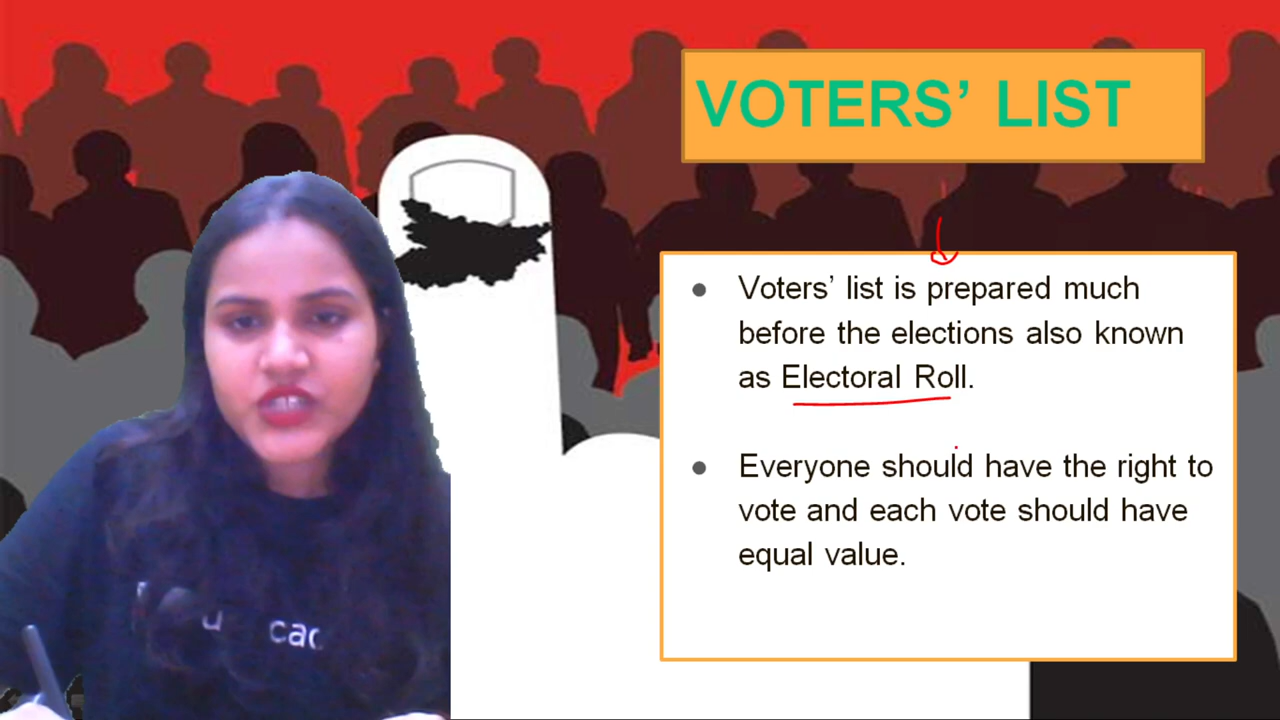 VOTERS’ LIST
● Voters’ list is prepared much
before the elections also known
as Electoral Roll.
● Everyone should have the right to
vote and each vote should have
equal value.